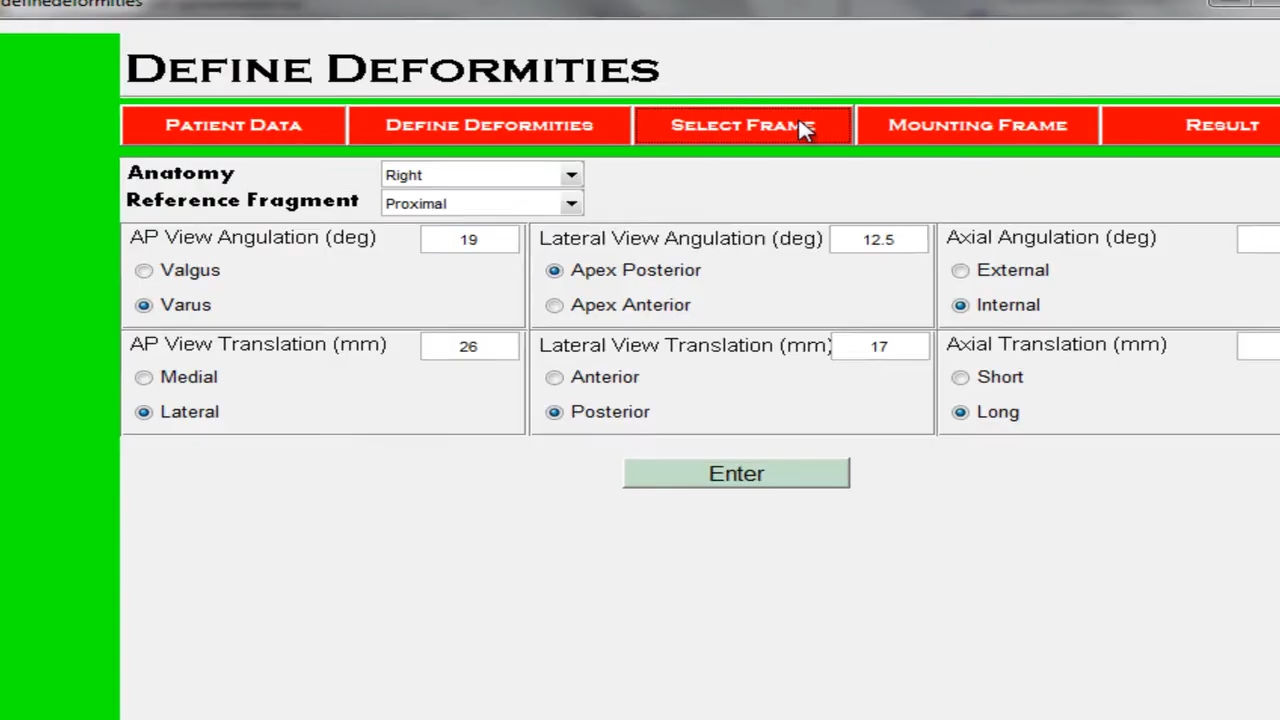 definedeformities
DEFINE DEFORMITIES
PATIENT DATA DEFINE DEFORMITIES SELECT FRAME MOUNTING FRAME RESULT
Anatomy Right
Reference Fragment Proximal
AP View Angulation (deg) 19 Lateral View Angulation (deg) 12.5 Axial Angulation (deg)
Valgus Apex Posterior External
Varus Apex Anterior Internal
AP View Translation (mm) 26 Lateral View Translation (mm) 17 Axial Translation (mm)
Medial Anterior Short
Lateral Posterior Long
Enter